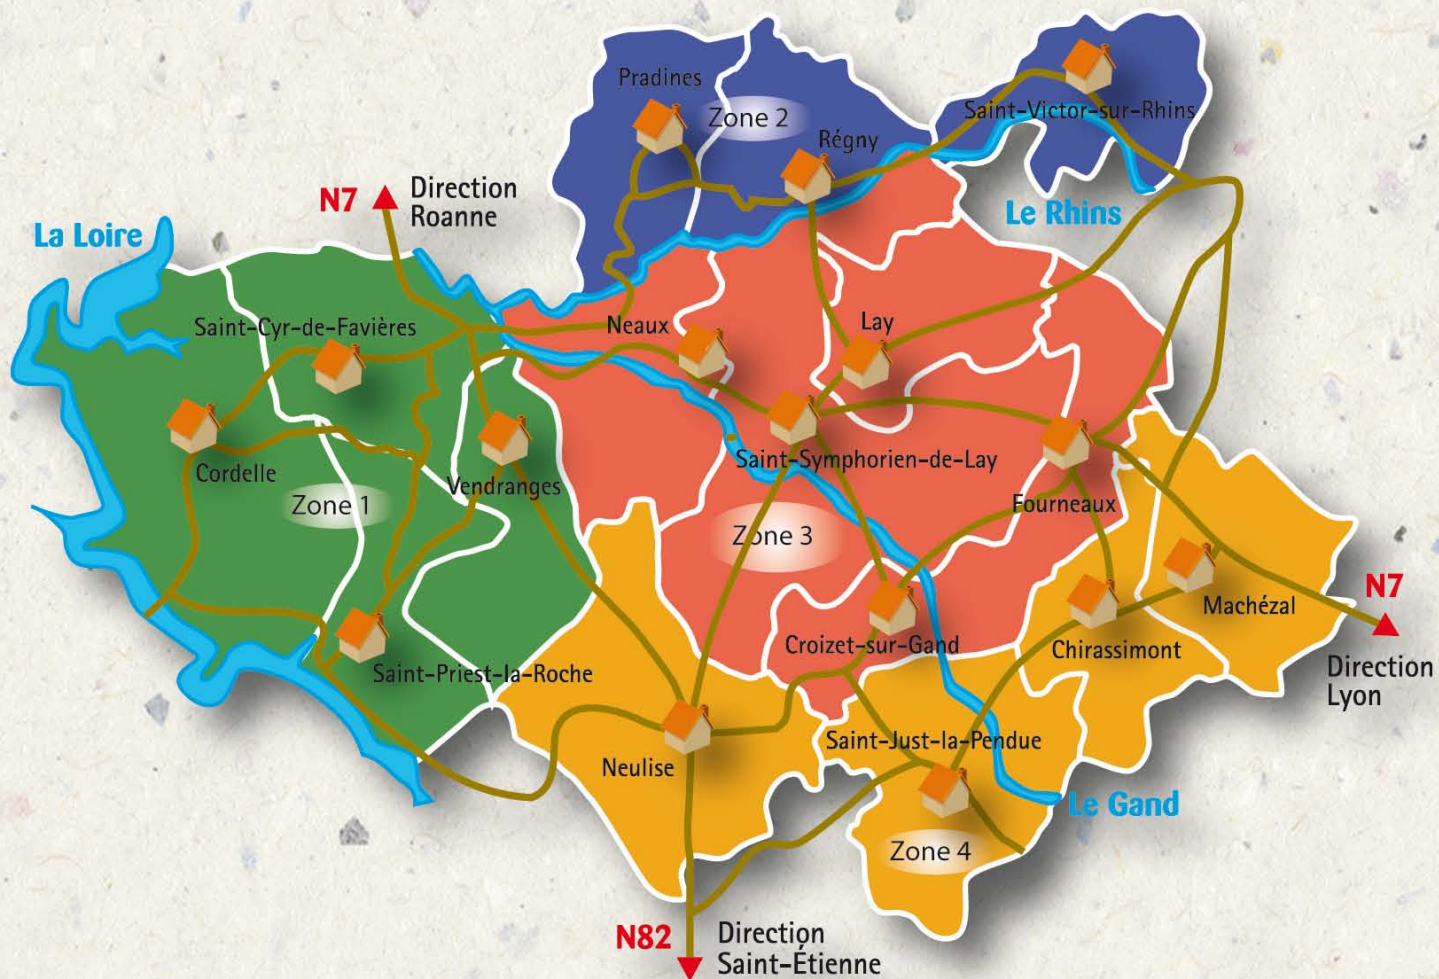 Pradines
Zone 2
Saint-Victor-sur-Rhins
Régny
N7
Direction
Roanne
La Loire
Le Rhins
Saint-Cyr-de-Favières
Neaux
Lay
Cordelle
Vendranges
Saint-Symphorien-de-Lay
Zone 1
Fourneaux
Zone 3
N7
Machézal
Croizet-sur-Gand
Chirassimont
Direction
Lyon
Saint-Priest-la-Roche
Saint-Just-la-Pendue
Neulise
Le Gand
Zone 4
N82
Direction
Saint-Étienne